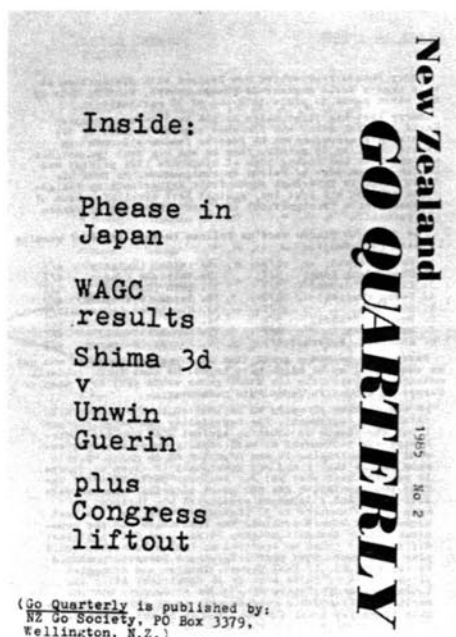 New Zealand
GO QUARTERLY
1985 No 2
Inside:
Phease in
Japan
WAGC
results
Shima 3d
v
Unwin
Guerin
plus
Congress
liftout
(Go Quarterly is published by:
NZ Go Society, PO Box 3379,
Wellington, N.Z.)